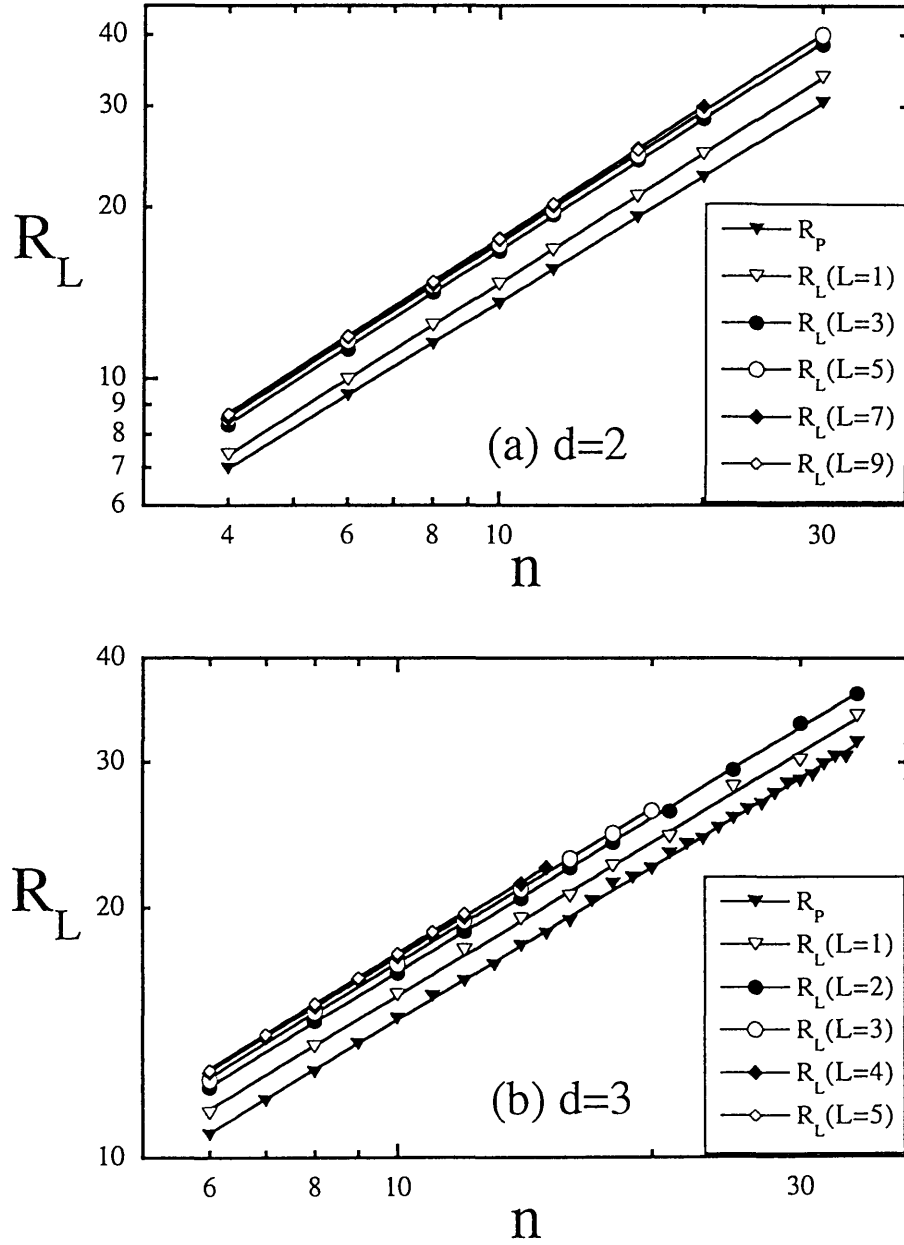 40
30
20
10
9
8
7
6
R_L
4
6
8
10
30
n
(a) d=2
R_P
R_L(L=1)
R_L(L=3)
R_L(L=5)
R_L(L=7)
R_L(L=9)
40
30
20
10
R_L
6
8
10
30
n
(b) d=3
R_P
R_L(L=1)
R_L(L=2)
R_L(L=3)
R_L(L=4)
R_L(L=5)